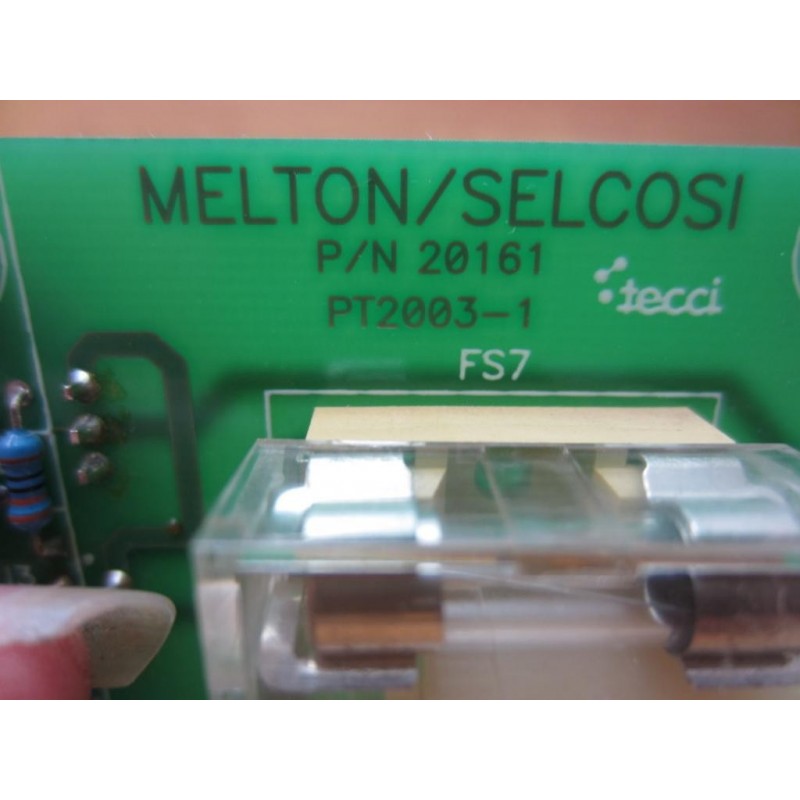 MELTON/SELCOSI
P/N 20161
PT2003-1
tecci
FS7